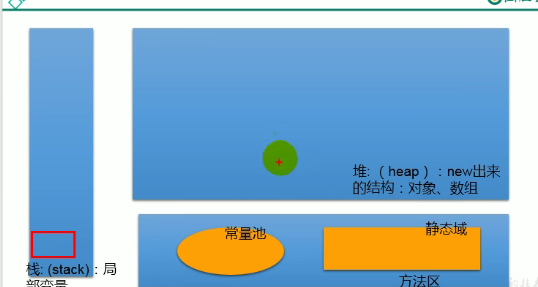 堆:（heap）：new出来
的结构：对象、数组
常量池
静态域
栈: (stack)：局
部变量
方法区